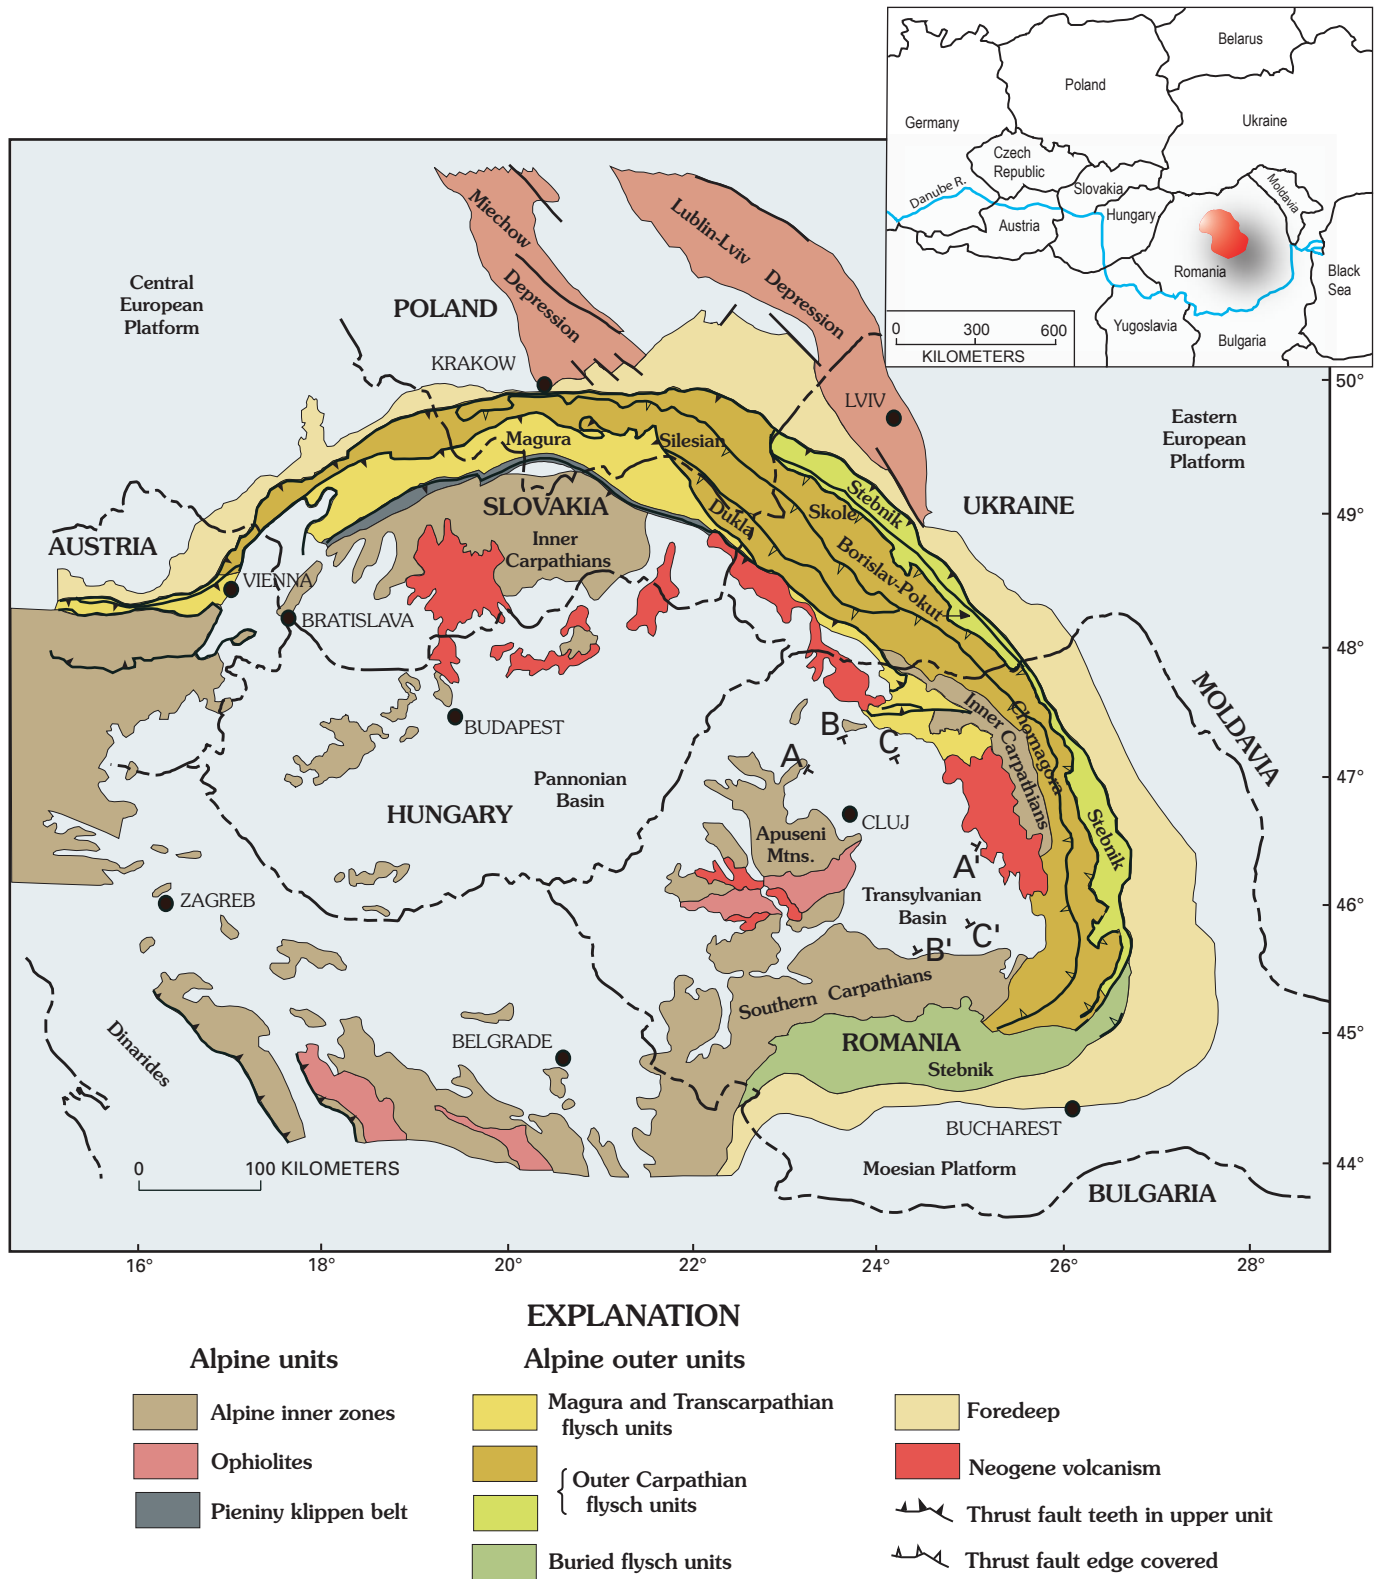 Belarus
Poland
Germany
Ukraine
Czech
Republic
Slovakia
Moldavia
Danube R.
Hungary
Austria
Romania
Black
Sea
Yugoslavia
Bulgaria
0 300 600
KILOMETERS
Miechow
Depression
Lublin-Lviv
Depression
Central
European
Platform
POLAND
KRAKOW
50°
LVIV
Eastern
European
Platform
Magura
Silesian
Stebnik
SLOVAKIA
Dukla
Skole
UKRAINE
49°
AUSTRIA
Inner
Carpathians
Borislav-Pokut
VIENNA
BRATISLAVA
48°
MOLDAVIA
Inner Carpathians
Chornagora
BUDAPEST
B
C
A
47°
Pannonian
Basin
HUNGARY
CLUJ
Apuseni
Mtns.
Stebnik
A'
Transylvanian
Basin
ZAGREB
46°
C'
B'
Southern Carpathians
Dinarides
BELGRADE
ROMANIA
45°
Stebnik
BUCHAREST
0 100 KILOMETERS
Moesian Platform
44°
BULGARIA
16° 18° 20° 22° 24° 26° 28°
EXPLANATION
Alpine units
Alpine inner zones
Ophiolites
Pieniny klippen belt
Alpine outer units
Magura and Transcarpathian
flysch units
Outer Carpathian
flysch units
Buried flysch units
Foredeep
Neogene volcanism
Thrust fault teeth in upper unit
Thrust fault edge covered